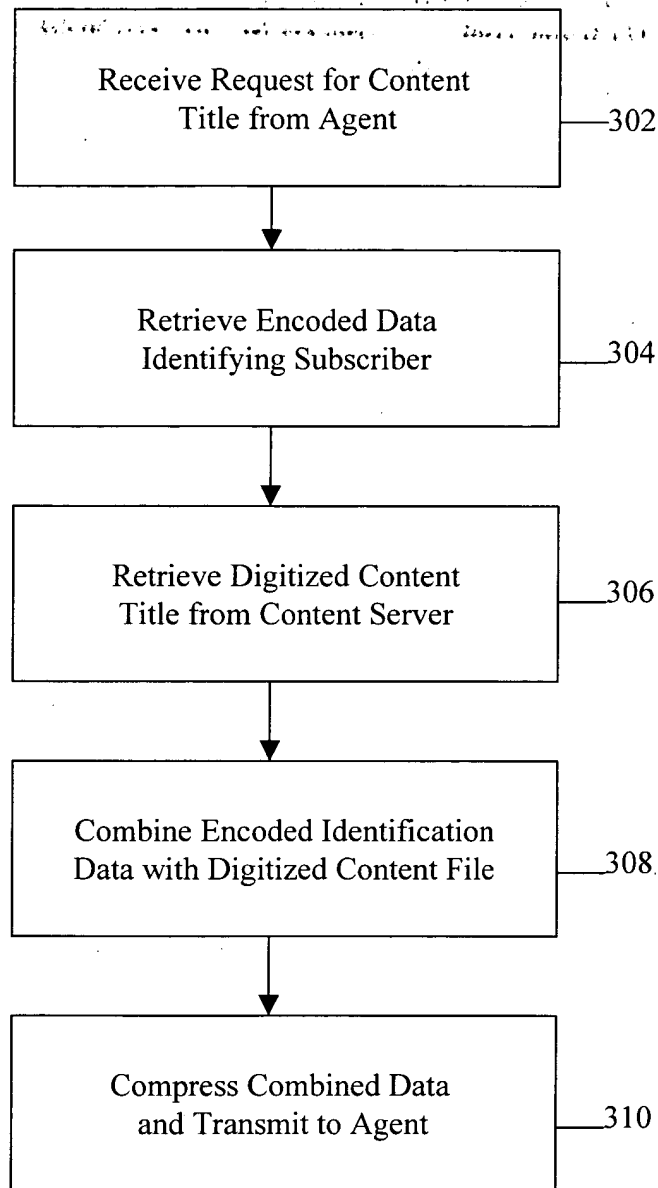 Receive Request for Content
Title from Agent
302
Retrieve Encoded Data
Identifying Subscriber
304
Retrieve Digitized Content
Title from Content Server
306
Combine Encoded Identification
Data with Digitized Content File
308
Compress Combined Data
and Transmit to Agent
310